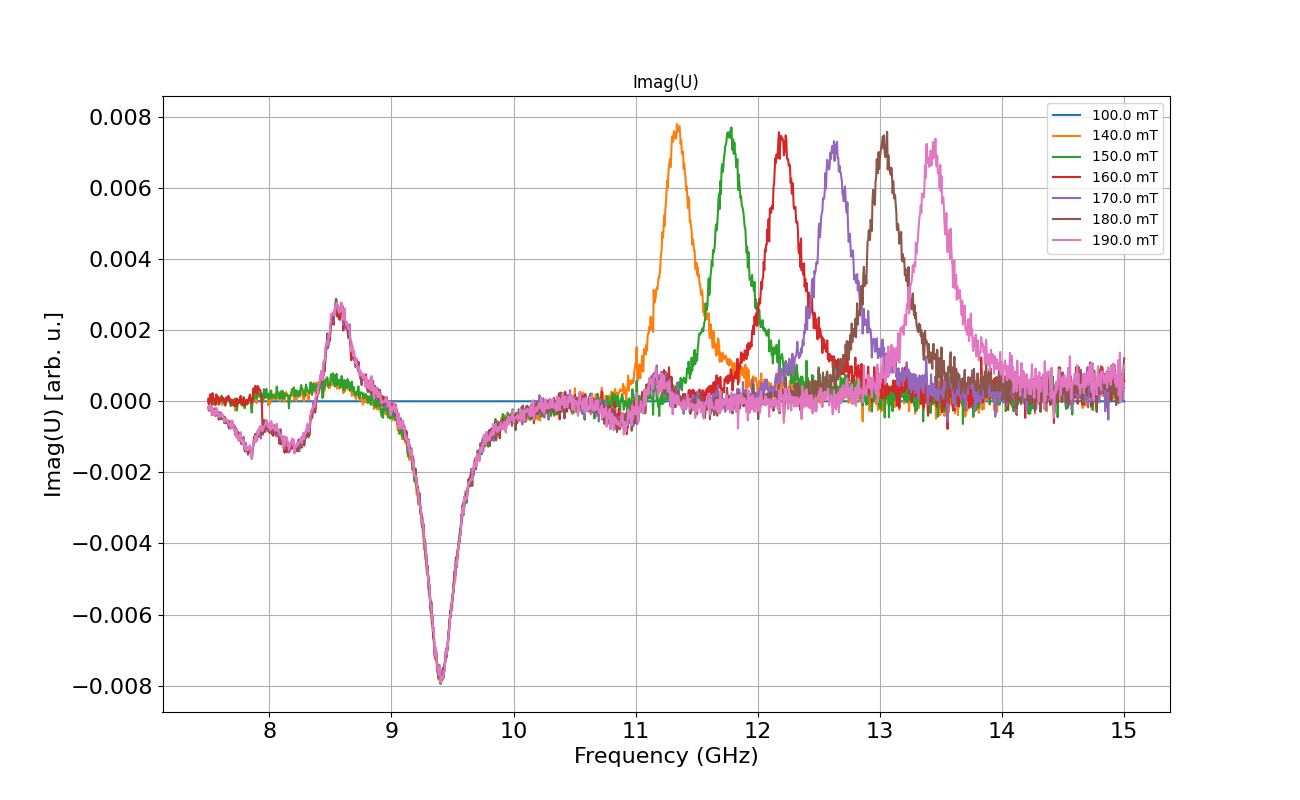 Imag(U)
Imag(U) [arb. u.]
0.008
0.006
0.004
0.002
0.000
−0.002
−0.004
−0.006
−0.008
100.0 mT
140.0 mT
150.0 mT
160.0 mT
170.0 mT
180.0 mT
190.0 mT
8 9 10 11 12 13 14 15
Frequency (GHz)